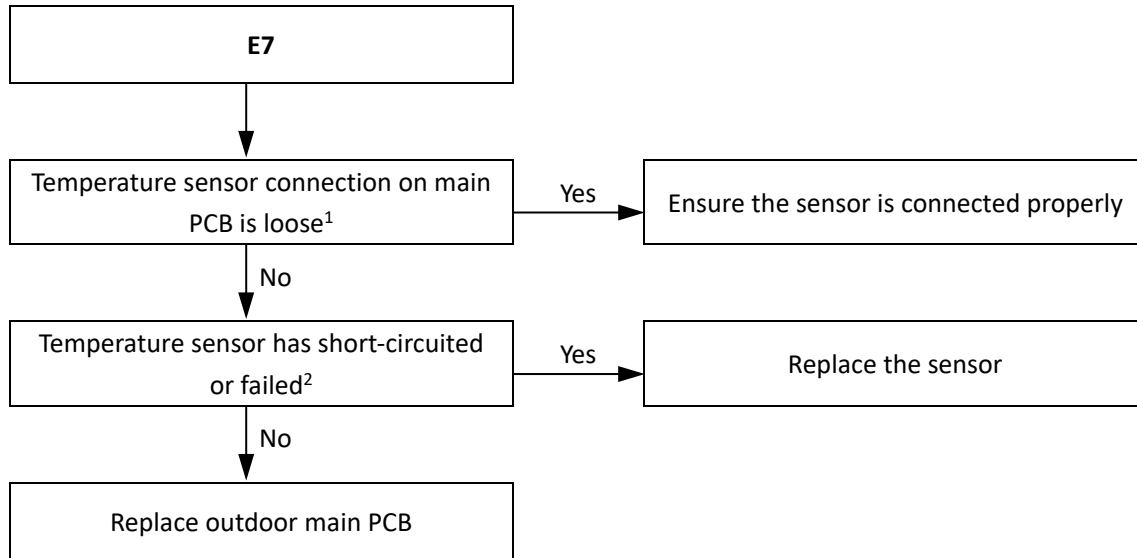 E7
Temperature sensor connection on main
PCB is loose¹
Yes
Ensure the sensor is connected properly
No
Temperature sensor has short-circuited
or failed²
Yes
Replace the sensor
No
Replace outdoor main PCB